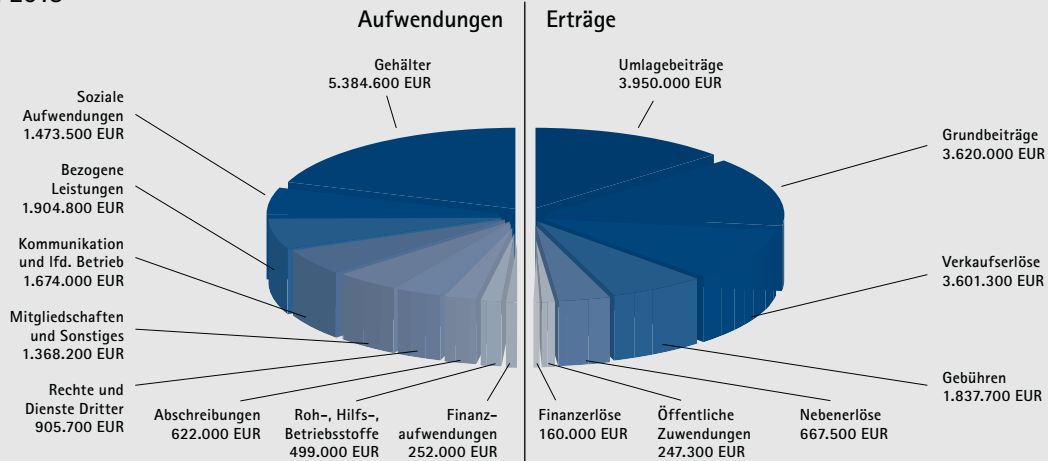 Aufwendungen
Erträge
Gehälter
5.384.600 EUR
Soziale
Aufwendungen
1.473.500 EUR
Bezogene
Leistungen
1.904.800 EUR
Kommunikation
und lfd. Betrieb
1.674.000 EUR
Mitgliedschaften
und Sonstiges
1.368.200 EUR
Rechte und
Dienste Dritter
905.700 EUR
Abschreibungen
622.000 EUR
Roh-, Hilfs-,
Betriebsstoffe
499.000 EUR
Finanz-
aufwendungen
252.000 EUR
Umlagebeiträge
3.950.000 EUR
Grundbeiträge
3.620.000 EUR
Verkaufserlöse
3.601.300 EUR
Gebühren
1.837.700 EUR
Nebenerlöse
667.500 EUR
Öffentliche
Zuwendungen
247.300 EUR
Finanzerlöse
160.000 EUR